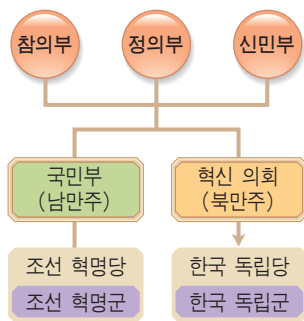 참의부
정의부
신민부
국민부
(남만주)
혁신 의회
(북만주)
조선 혁명당
조선 혁명군
한국 독립당
한국 독립군